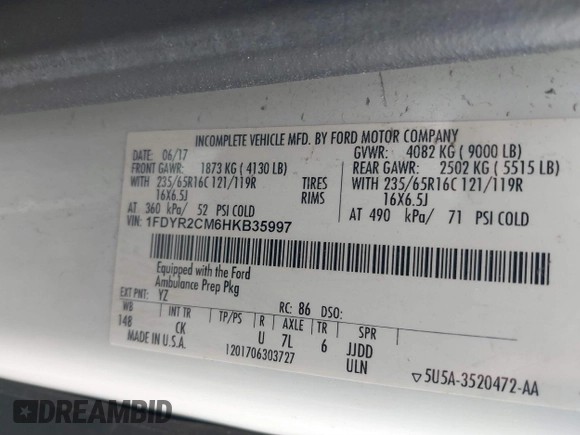 INCOMPLETE VEHICLE MFD. BY FORD MOTOR COMPANY
DATE: 06/17 GVWR: 4082 KG ( 9000 LB)
FRONT GAWR: 1873 KG ( 4130 LB) REAR GAWR: 2502 KG ( 5515 LB)
WITH 235/65R16C 121/119R TIRES WITH 235/65R16C 121/119R
16X6.5J RIMS 16X6.5J
AT 360 kPa/ 52 PSI COLD AT 490 kPa/ 71 PSI COLD
VIN: 1FDYR2CM6HKB35997
Equipped with the Ford
Ambulance Prep Pkg
EXT PNT: YZ RC: 86 DSO:
WB INT TR TP/PS R AXLE TR SPR
148 CK U 7L 6 JJDD
MADE IN U.S.A. 1201706303727 ULN
▽5U5A-3520472-AA
DREAMBID